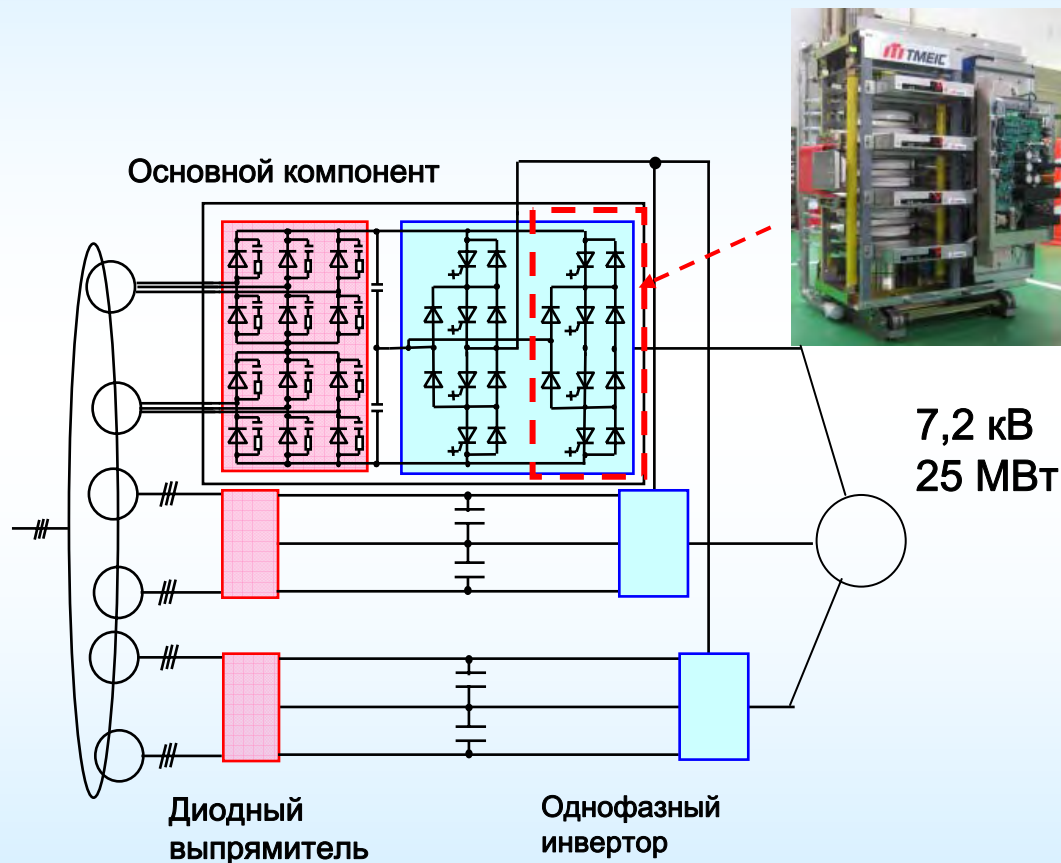 TMEIC
Основной компонент
7,2 кВ
25 МВт
Диодный
выпрямитель
Однофазный
инвертор